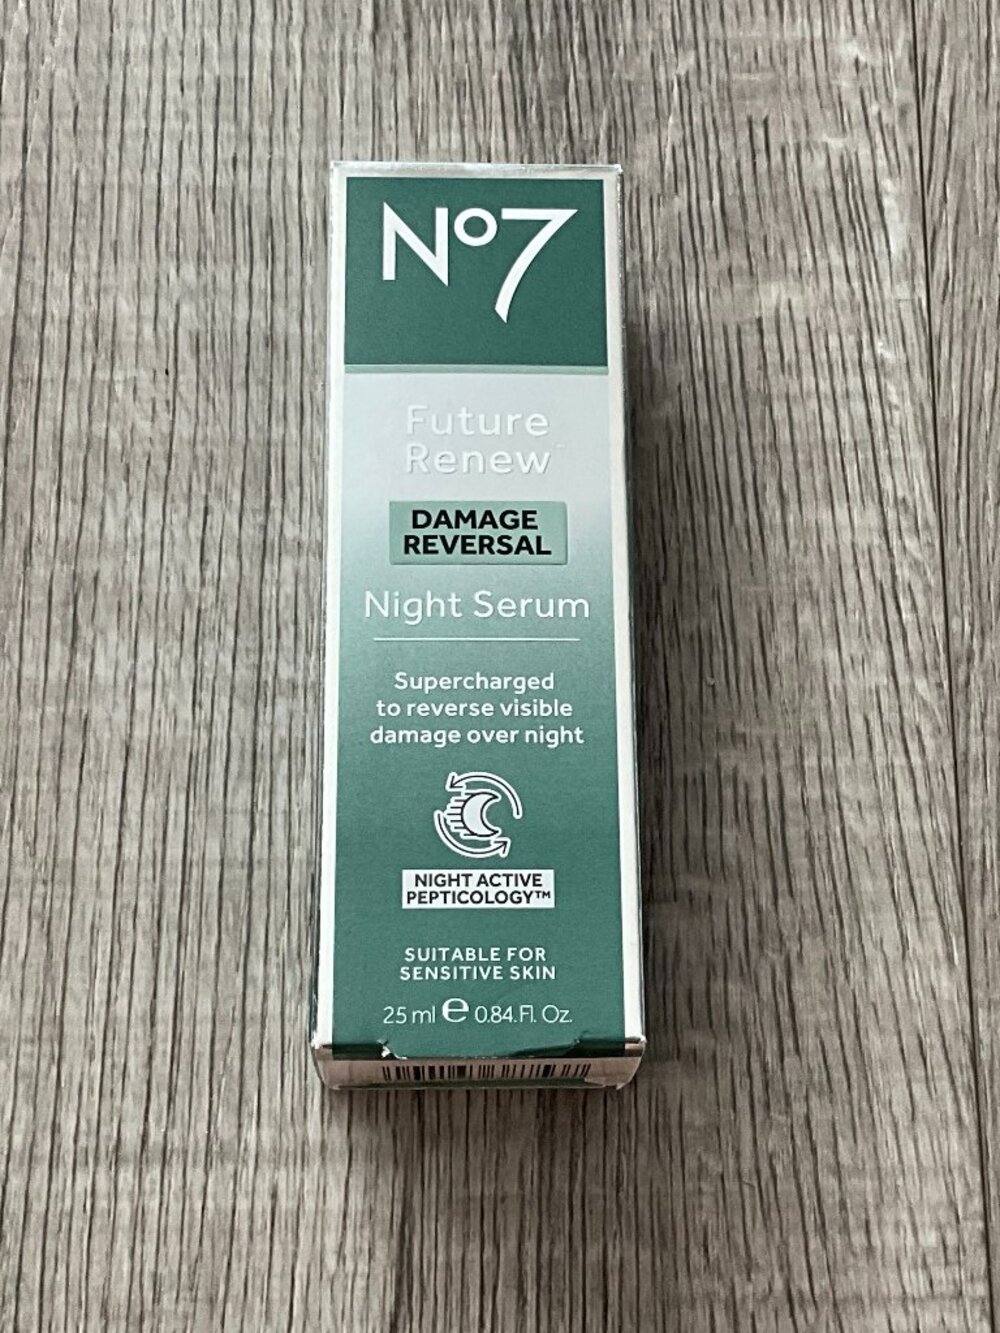 No7
Future
Renew™
DAMAGE
REVERSAL
Night Serum
Supercharged
to reverse visible
damage over night
NIGHT ACTIVE
PEPTICOLOGY™
SUITABLE FOR
SENSITIVE SKIN
25 ml e 0.84.Fl. Oz.